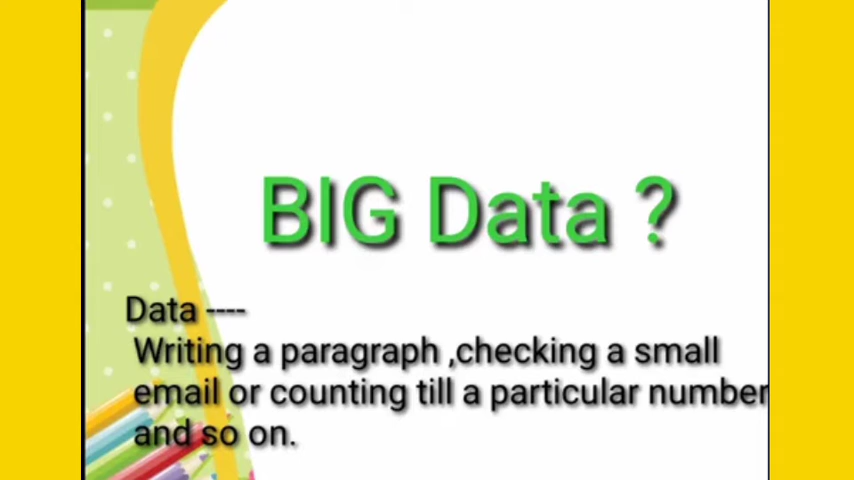 BIG Data ?
Data ----
Writing a paragraph ,checking a small
email or counting till a particular number
and so on.